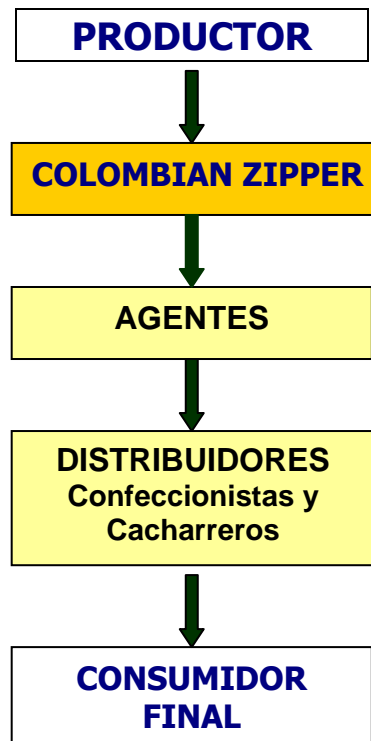 PRODUCTOR
COLOMBIAN ZIPPER
AGENTES
DISTRIBUIDORES
Confeccionistas y
Cacharreros
CONSUMIDOR
FINAL